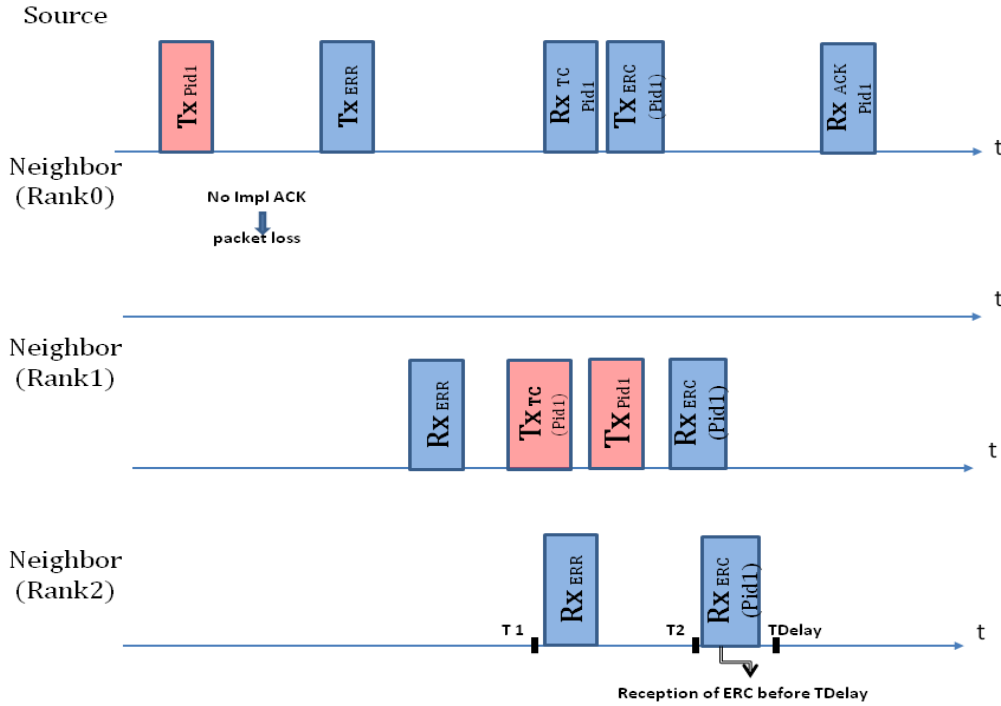 Source
Tx Pid1
Tx ERR
Rx TC
Pid1
Tx ERC
(Pid1)
Rx ACK
Pid1
t
Neighbor
(Rank0)
No Impl ACK
packet loss
t
Neighbor
(Rank1)
Rx ERR
Tx TC
(Pid1)
Tx Pid1
Rx ERC
(Pid1)
t
Neighbor
(Rank2)
Rx ERR
Rx ERC
(Pid1)
T 1
T2
TDelay
t
Reception of ERC before TDelay